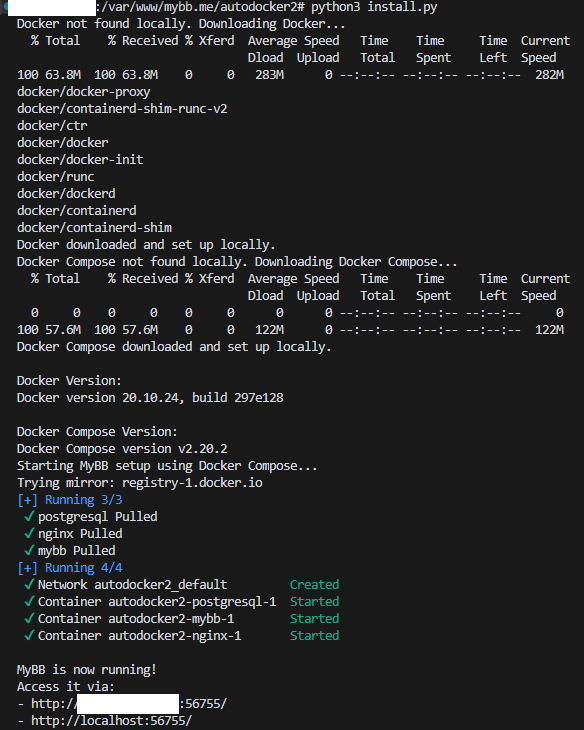 :/var/www/mybb.me/autodocker2# python3 install.py
Docker not found locally. Downloading Docker...
% Total % Received % Xferd Average Speed Time Time Time Current
Dload Upload Total Spent Left Speed
100 63.8M 100 63.8M 0 0 283M 0 --:--:-- --:--:-- --:--:-- 282M
docker/docker-proxy
docker/containerd-shim-runc-v2
docker/ctr
docker/docker
docker/docker-init
docker/runc
docker/dockerd
docker/containerd
docker/containerd-shim
Docker downloaded and set up locally.
Docker Compose not found locally. Downloading Docker Compose...
% Total % Received % Xferd Average Speed Time Time Time Current
Dload Upload Total Spent Left Speed
0 0 0 0 0 0 0 0 --:--:-- --:--:-- --:--:-- 0
100 57.6M 100 57.6M 0 0 122M 0 --:--:-- --:--:-- --:--:-- 122M
Docker Compose downloaded and set up locally.
Docker Version:
Docker version 20.10.24, build 297e128
Docker Compose Version:
Docker Compose version v2.20.2
Starting MyBB setup using Docker Compose...
Trying mirror: registry-1.docker.io
[+] Running 3/3
✓ postgresql Pulled
✓ nginx Pulled
✓ mybb Pulled
[+] Running 4/4
✓ Network autodocker2_default Created
✓ Container autodocker2-postgresql-1 Started
✓ Container autodocker2-mybb-1 Started
✓ Container autodocker2-nginx-1 Started
MyBB is now running!
Access it via:
- http:/ :56755/
- http://localhost:56755/